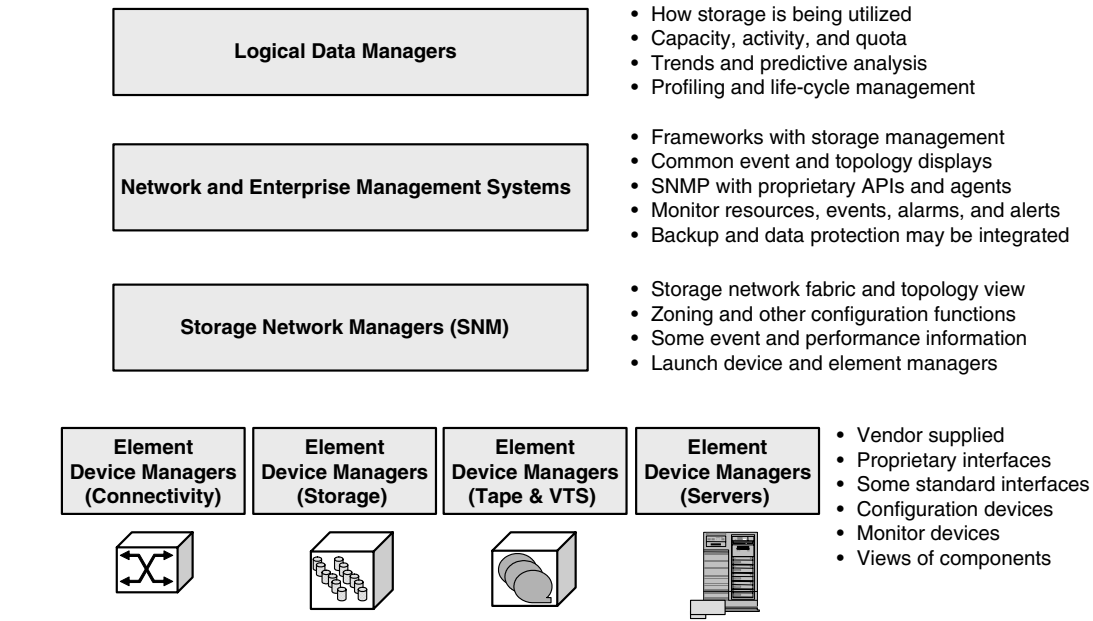 Logical Data Managers
• How storage is being utilized
• Capacity, activity, and quota
• Trends and predictive analysis
• Profiling and life-cycle management
Network and Enterprise Management Systems
• Frameworks with storage management
• Common event and topology displays
• SNMP with proprietary APIs and agents
• Monitor resources, events, alarms, and alerts
• Backup and data protection may be integrated
Storage Network Managers (SNM)
• Storage network fabric and topology view
• Zoning and other configuration functions
• Some event and performance information
• Launch device and element managers
Element
Device Managers
(Connectivity)
Element
Device Managers
(Storage)
Element
Device Managers
(Tape & VTS)
Element
Device Managers
(Servers)
• Vendor supplied
• Proprietary interfaces
• Some standard interfaces
• Configuration devices
• Monitor devices
• Views of components